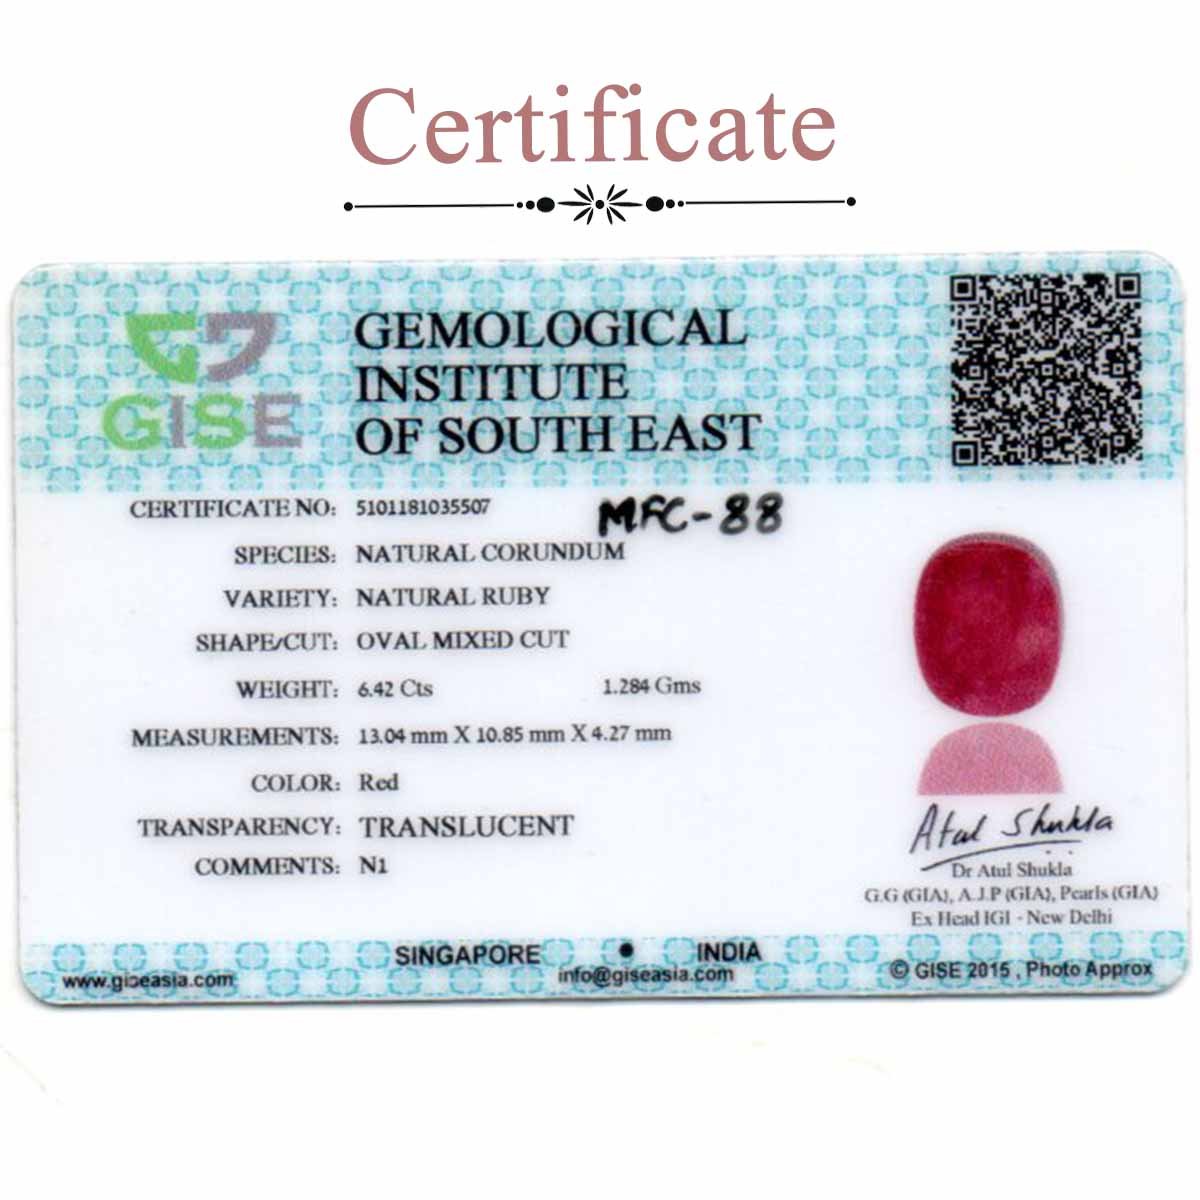 Certificate
GISE
GEMOLOGICAL
INSTITUTE
OF SOUTH EAST
CERTIFICATE NO: 5101181035507
MFC-88
SPECIES: NATURAL CORUNDUM
VARIETY: NATURAL RUBY
SHAPE/CUT: OVAL MIXED CUT
WEIGHT: 6.42 Cts 1.284 Gms
MEASUREMENTS: 13.04 mm X 10.85 mm X 4.27 mm
COLOR: Red
TRANSPARENCY: TRANSLUCENT
COMMENTS: N1
Atul Shukla
Dr Atul Shukla
G.G (GIA), A.J.P (GIA), Pearls (GIA)
Ex Head IGI - New Delhi
SINGAPORE • INDIA
www.giseasia.com
info@giseasia.com
© GISE 2015 , Photo Approx